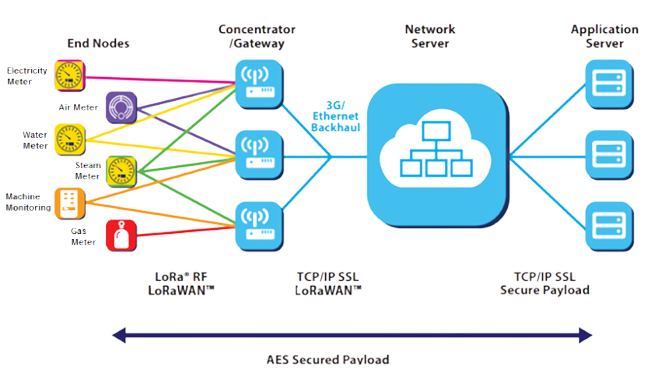 End Nodes
Concentrator
/Gateway
Network
Server
Application
Server
Electricity
Meter
Air Meter
Water
Meter
Steam
Meter
Machine
Monitoring
Gas
Meter
3G/
Ethernet
Backhaul
LoRa® RF
LoRaWAN™
TCP/IP SSL
LoRaWAN™
TCP/IP SSL
Secure Payload
AES Secured Payload